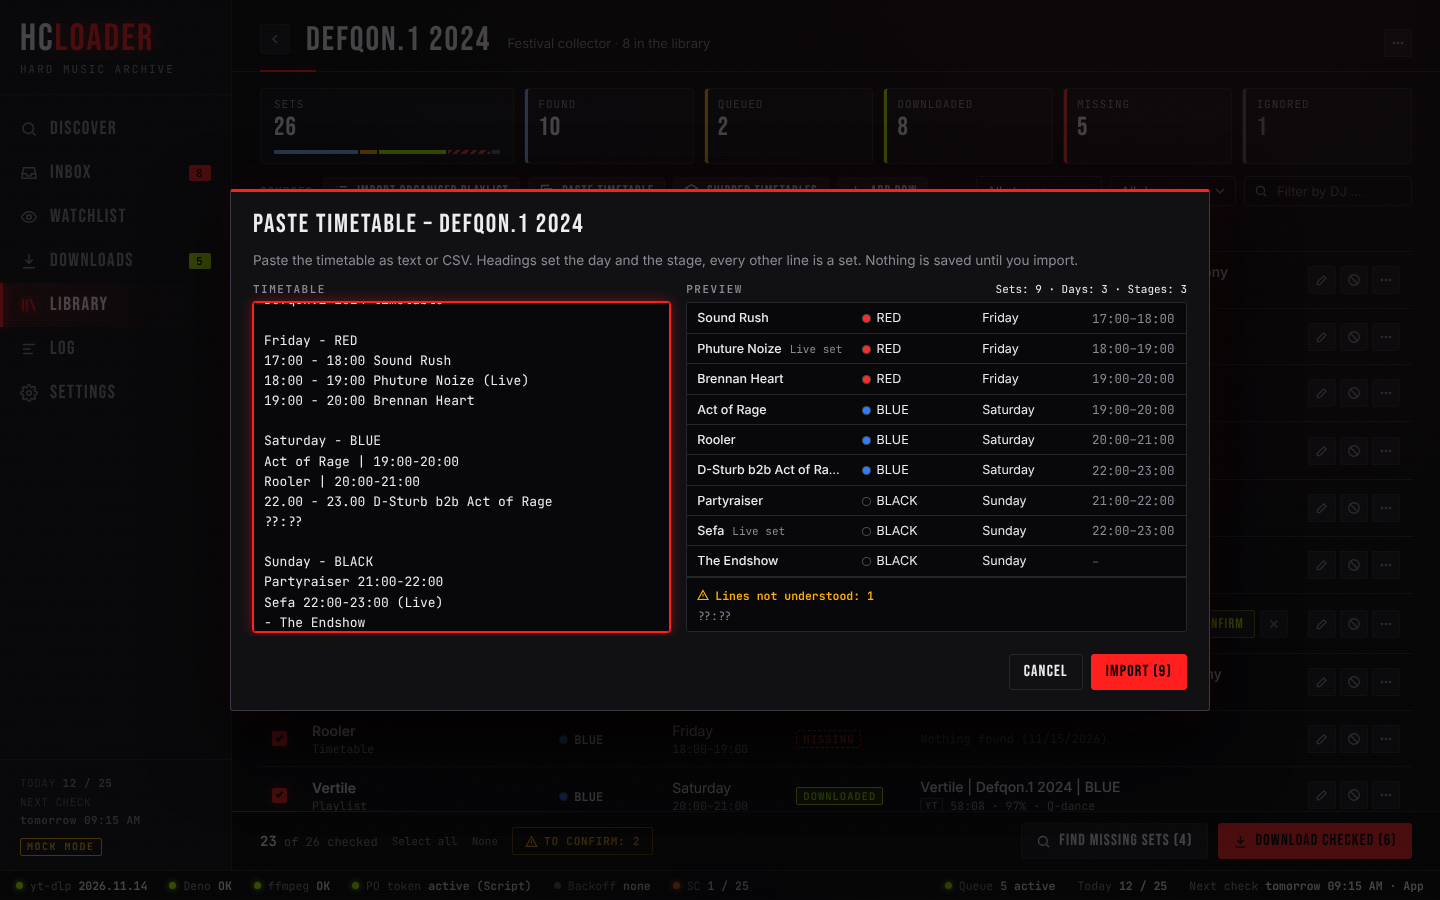 HCLOADER
HARD MUSIC ARCHIVE
DISCOVER
INBOX 8
WATCHLIST
DOWNLOADS 5
LIBRARY
LOG
SETTINGS
TODAY 12 / 25
NEXT CHECK
tomorrow 09:15 AM
MOCK MODE
DEFQON.1 2024 Festival collector · 8 in the library
SETS
26
FOUND
10
QUEUED
2
DOWNLOADED
8
MISSING
5
IGNORED
1
Filter by DJ ...
PASTE TIMETABLE – DEFQON.1 2024
Paste the timetable as text or CSV. Headings set the day and the stage, every other line is a set. Nothing is saved until you import.
TIMETABLE
Friday - RED
17:00 - 18:00 Sound Rush
18:00 - 19:00 Phuture Noize (Live)
19:00 - 20:00 Brennan Heart
Saturday - BLUE
Act of Rage | 19:00-20:00
Rooler | 20:00-21:00
22.00 - 23.00 D-Sturb b2b Act of Rage
??:??
Sunday - BLACK
Partyraiser 21:00-22:00
Sefa 22:00-23:00 (Live)
- The Endshow
PREVIEW Sets: 9 · Days: 3 · Stages: 3
Sound Rush RED Friday 17:00–18:00
Phuture Noize Live set RED Friday 18:00–19:00
Brennan Heart RED Friday 19:00–20:00
Act of Rage BLUE Saturday 19:00–20:00
Rooler BLUE Saturday 20:00–21:00
D-Sturb b2b Act of Ra... BLUE Saturday 22:00–23:00
Partyraiser BLACK Sunday 21:00–22:00
Sefa Live set BLACK Sunday 22:00–23:00
The Endshow BLACK Sunday –
Lines not understood: 1
??:??
CANCEL IMPORT (9)
Rooler BLUE Friday MISSING Nothing found (11/15/2026)
Timetable 18:00–19:00
Vertile BLUE Saturday DOWNLOADED Vertile | Defqon.1 2024 | BLUE
Playlist 20:00–21:00 YT 58:08 · 97% · Q-dance
23 of 26 checked Select all None TO CONFIRM: 2 FIND MISSING SETS (4) DOWNLOAD CHECKED (6)
yt-dlp 2026.11.14 Deno OK ffmpeg OK PO token active (Script) Backoff none SC 1 / 25 Queue 5 active Today 12 / 25 Next check tomorrow 09:15 AM · App